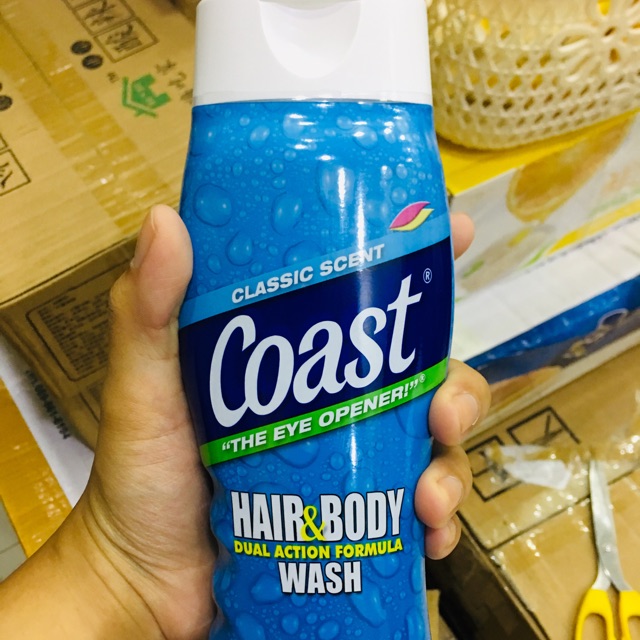 CLASSIC SCENT
Coast®
"THE EYE OPENER!"®
HAIR & BODY
DUAL ACTION FORMULA
WASH